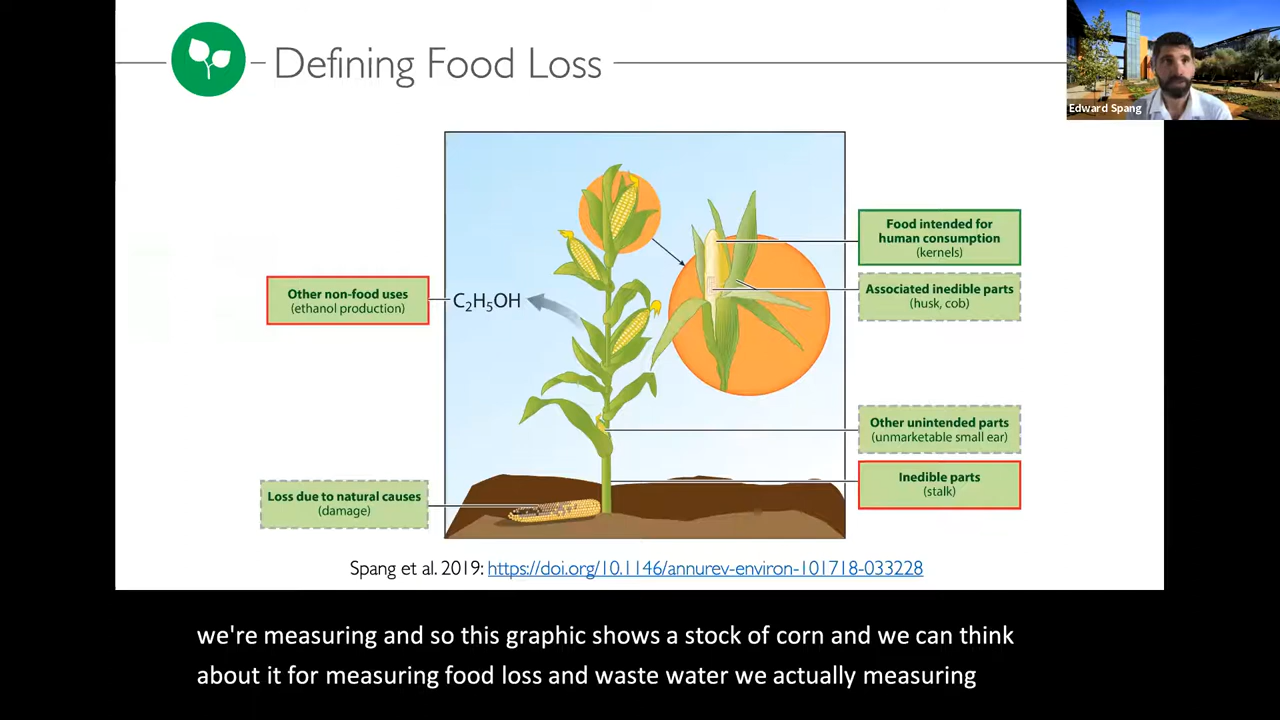 Defining Food Loss
Edward Spang
Food intended for
human consumption
(kernels)
Associated inedible parts
(husk, cob)
Other non-food uses
(ethanol production)
C₂H₅OH
Other unintended parts
(unmarketable small ear)
Inedible parts
(stalk)
Loss due to natural causes
(damage)
Spang et al. 2019: https://doi.org/10.1146/annurev-environ-101718-033228
we're measuring and so this graphic shows a stock of corn and we can think
about it for measuring food loss and waste water we actually measuring